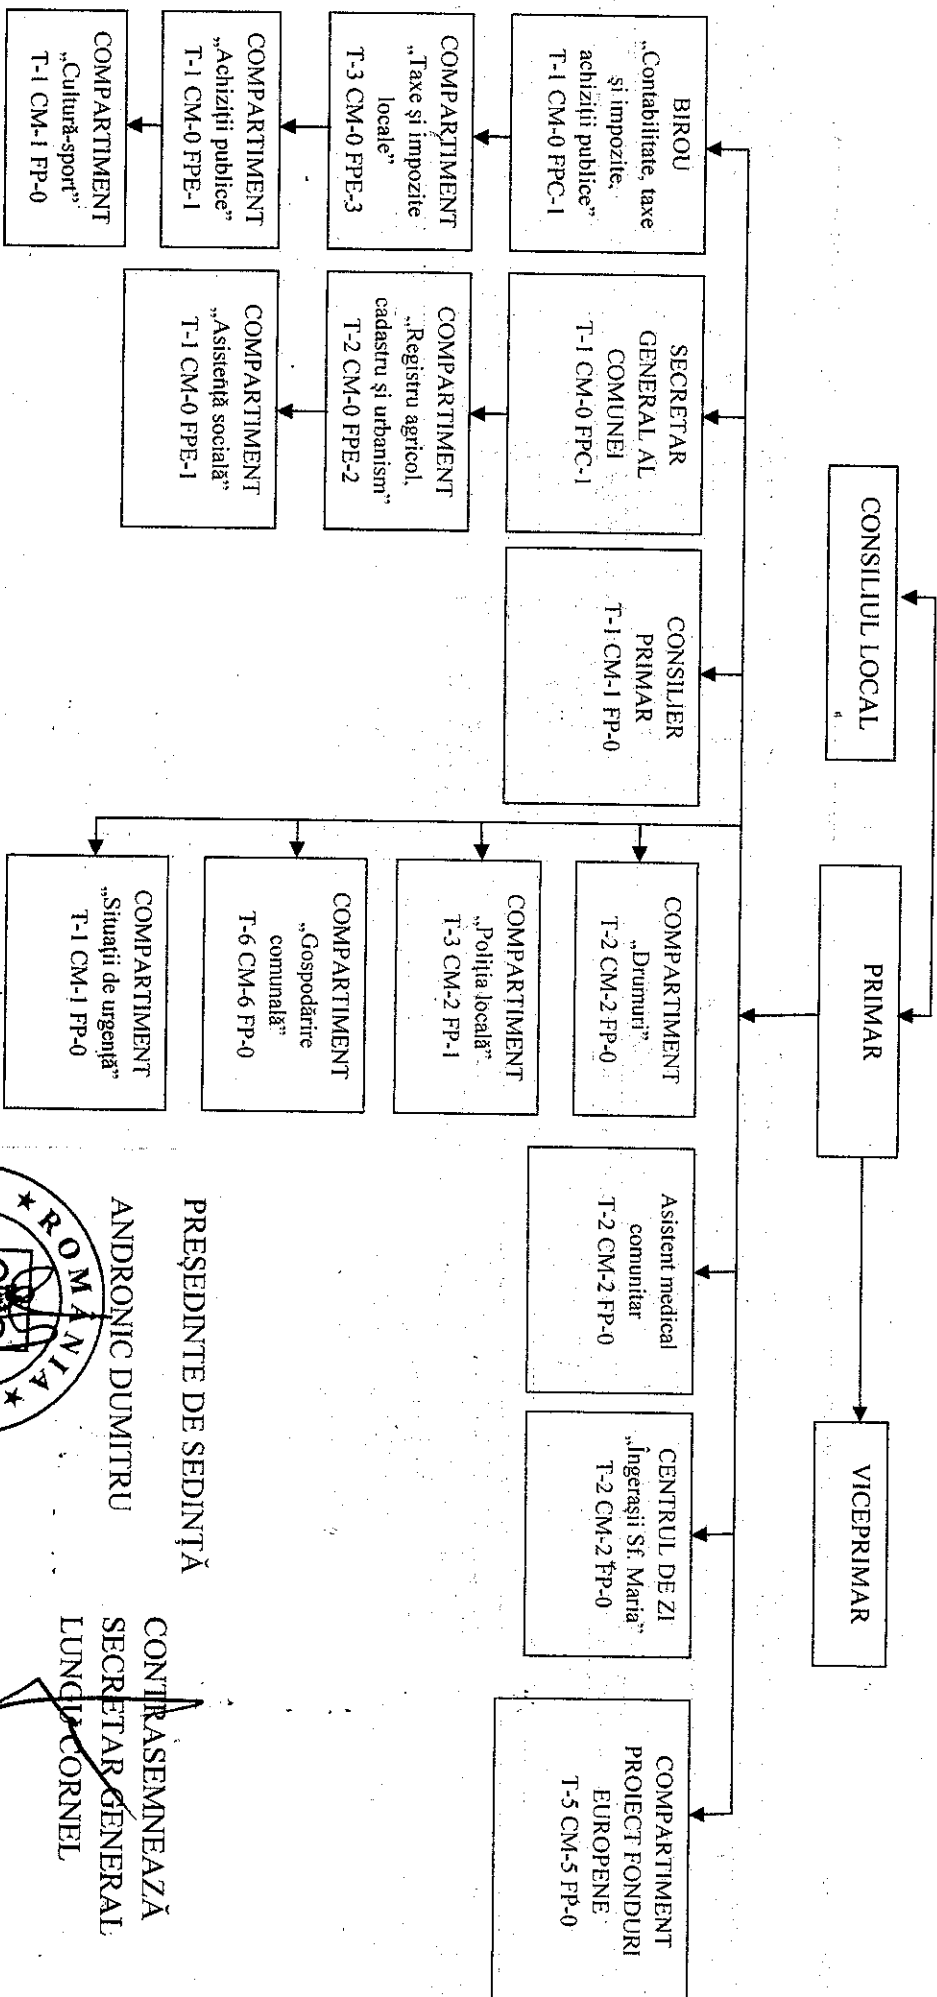 CONSILIUL LOCAL
PRIMAR
VICEPRIMAR
BIROU
„Contabilitate, taxe
și impozite,
achiziții publice”
T-1 CM-0 FPC-1
SECRETAR
GENERAL AL
COMUNEI
T-1 CM-0 FPC-1
CONSILIER
PRIMAR
T-1 CM-1 FP-0
COMPARTIMENT
„Drumuri”
T-2 CM-2 FP-0
Asistent medical
comunitar
T-2 CM-2 FP-0
CENTRUL DE ZI
„Îngerașii Sf. Maria”
T-2 CM-2 FP-0
COMPARTIMENT
PROIECT FONDURI
EUROPENE
T-5 CM-5 FP-0
COMPARTIMENT
„Taxe și impozite
locale”
T-3 CM-0 FPE-3
COMPARTIMENT
„Registru agricol,
cadastru și urbanism”
T-2 CM-0 FPE-2
COMPARTIMENT
„Poliția locală”
T-3 CM-2 FP-1
COMPARTIMENT
„Achiziții publice”
T-1 CM-0 FPE-1
COMPARTIMENT
„Asistență socială”
T-1 CM-0 FPE-1
COMPARTIMENT
„Gospodărire
comunală”
T-6 CM-6 FP-0
COMPARTIMENT
„Cultură-sport”
T-1 CM-1 FP-0
COMPARTIMENT
„Situații de urgență”
T-1 CM-1 FP-0
PREȘEDINTE DE SEDINȚĂ
ANDRONIC DUMITRU
CONTRASEMNEAZĂ
SECRETAR GENERAL
LUNGU CORNEL
★ ROMÂNIA ★